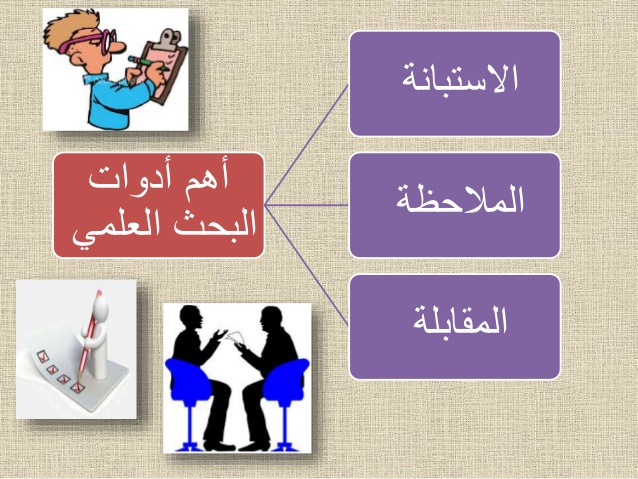 أهم أدوات
البحث العلمي
الاستبانة
الملاحظة
المقابلة